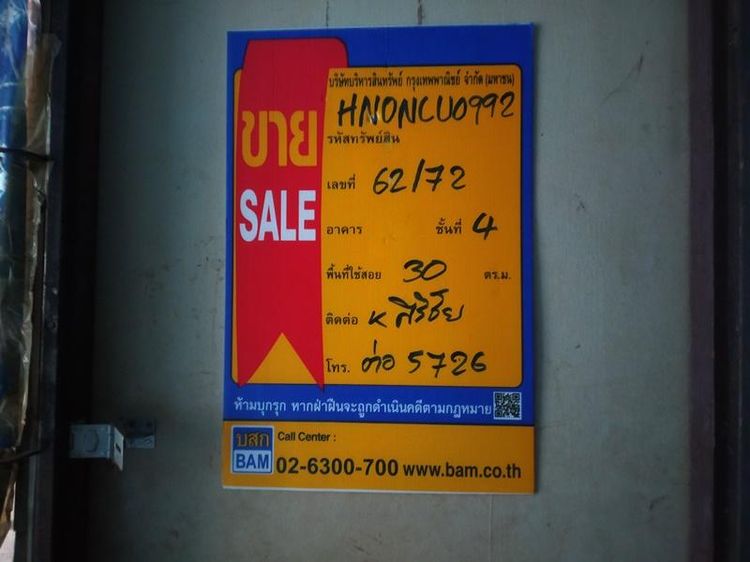 บริษัทบริหารสินทรัพย์ กรุงเทพพาณิชย์ จำกัด (มหาชน)
HNONCU0992
รหัสทรัพย์สิน
ขาย
SALE
เลขที่ 62/72
อาคาร ชั้นที่ 4
พื้นที่ใช้สอย 30 ตร.ม.
ติดต่อ K สิริชัย
โทร. ต่อ 5726
ห้ามบุกรุก หากฝ่าฝืนจะถูกดำเนินคดีตามกฎหมาย
บสก
BAM
Call Center :
02-6300-700 www.bam.co.th